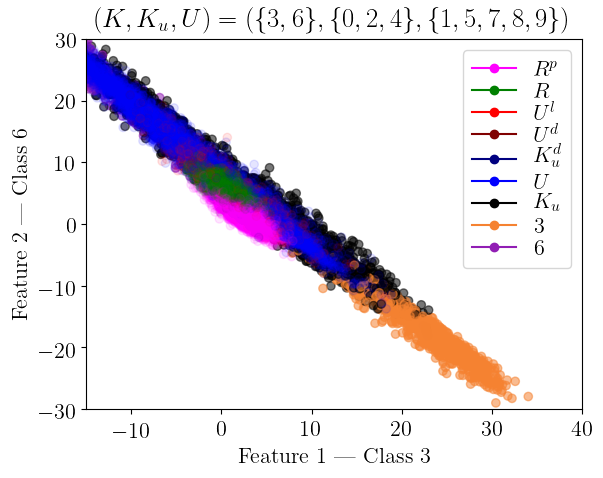 (K, K_u, U) = ({3, 6}, {0, 2, 4}, {1, 5, 7, 8, 9})
30
20
10
0
−10
−20
−30
Feature 2 — Class 6
R^p
R
U^l
U^d
K_u^d
U
K_u
3
6
−10 0 10 20 30 40
Feature 1 — Class 3